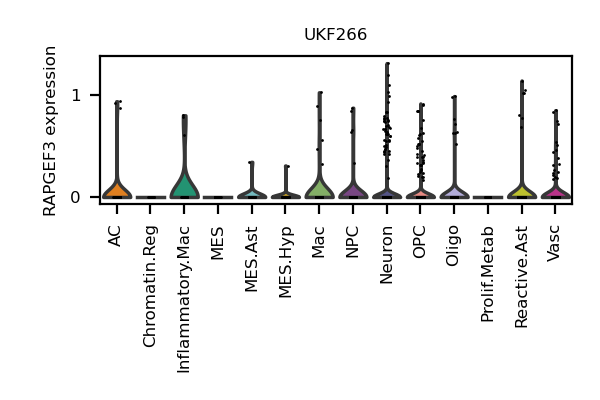 UKF266
RAPGEF3 expression
1
0
AC
Chromatin.Reg
Inflammatory.Mac
MES
MES.Ast
MES.Hyp
Mac
NPC
Neuron
OPC
Oligo
Prolif.Metab
Reactive.Ast
Vasc